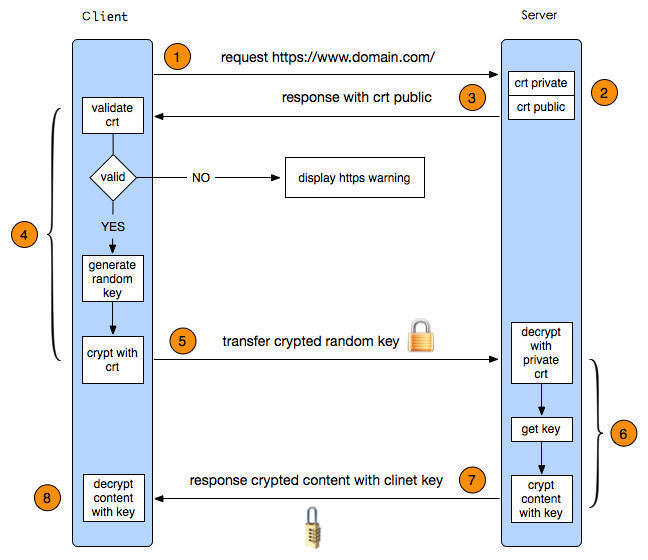 Client
Server
1
request https://www.domain.com/
crt private
2
response with crt public
3
crt public
validate
crt
valid
NO
display https warning
4
YES
generate
random
key
5
transfer crypted random key
decrypt
with
private
crt
crypt with
crt
get key
6
response crypted content with clinet key
7
8
decrypt
content
with key
crypt
content
with key